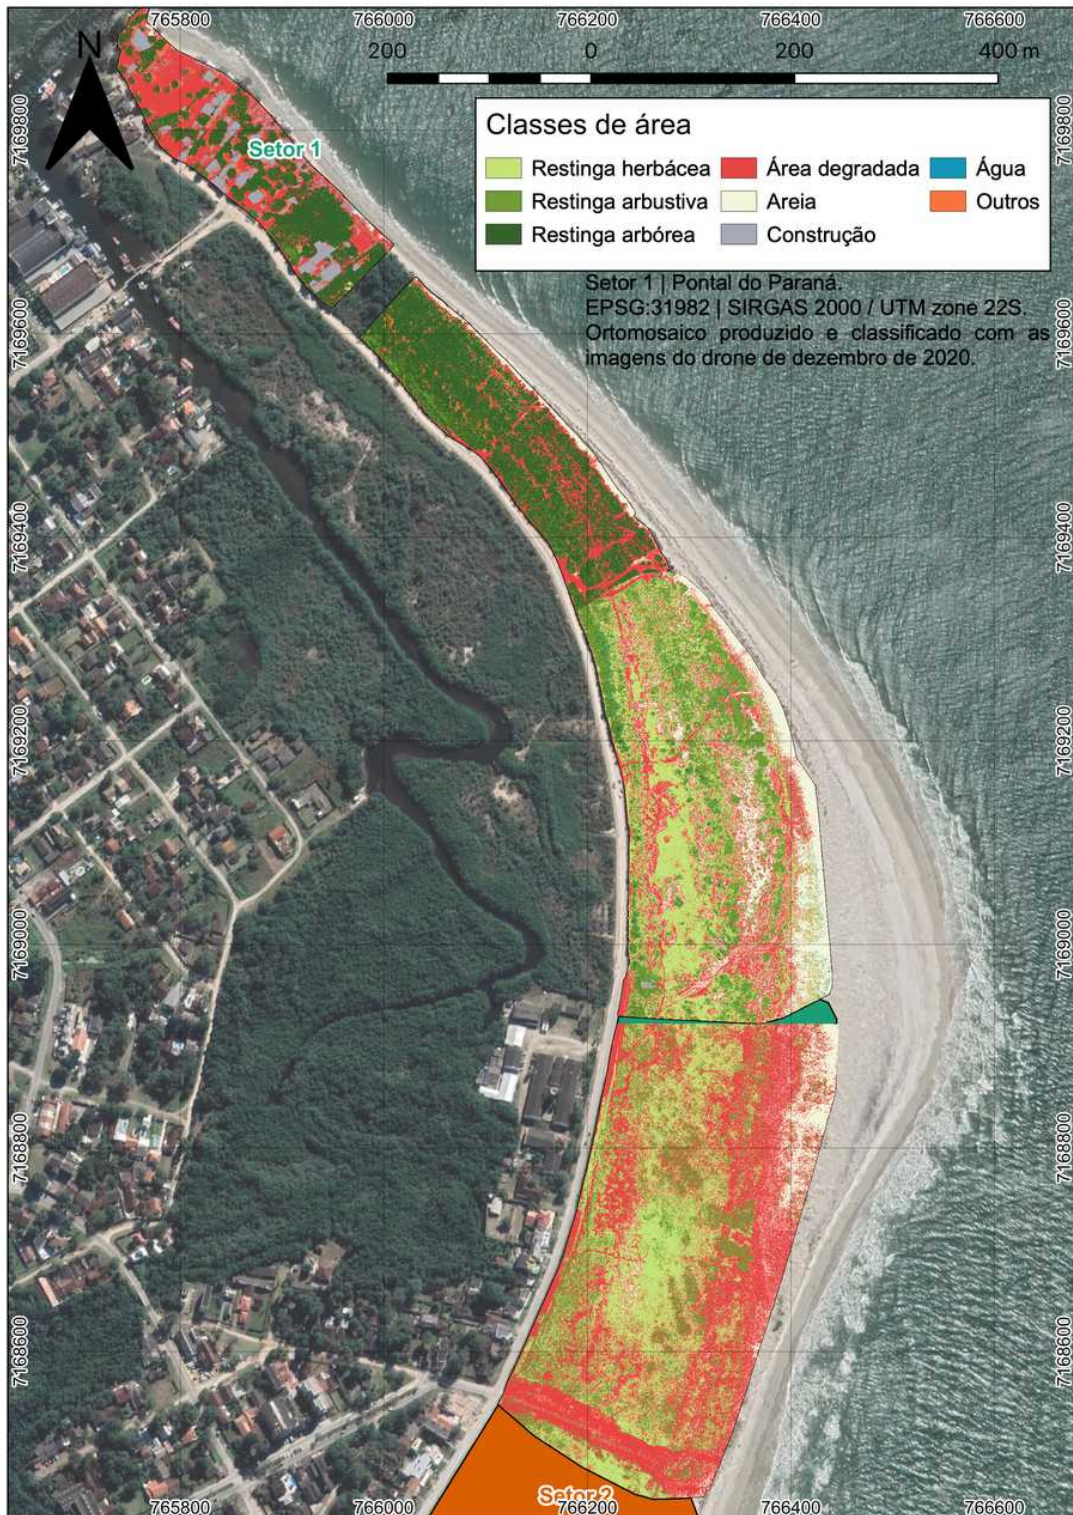 765800 766000 766200 766400 766600
N
200 0 200 400 m
7169800 7169800
Classes de área
Restinga herbácea Área degradada Água
Restinga arbustiva Areia Outros
Restinga arbórea Construção
Setor 1
Setor 1 | Pontal do Paraná.
EPSG:31982 | SIRGAS 2000 / UTM zone 22S.
Ortomosaico produzido e classificado com as
imagens do drone de dezembro de 2020.
7169600 7169600
7169400 7169400
7169200 7169200
7169000 7169000
7168800 7168800
7168600 7168600
Setor 2
765800 766000 766200 766400 766600